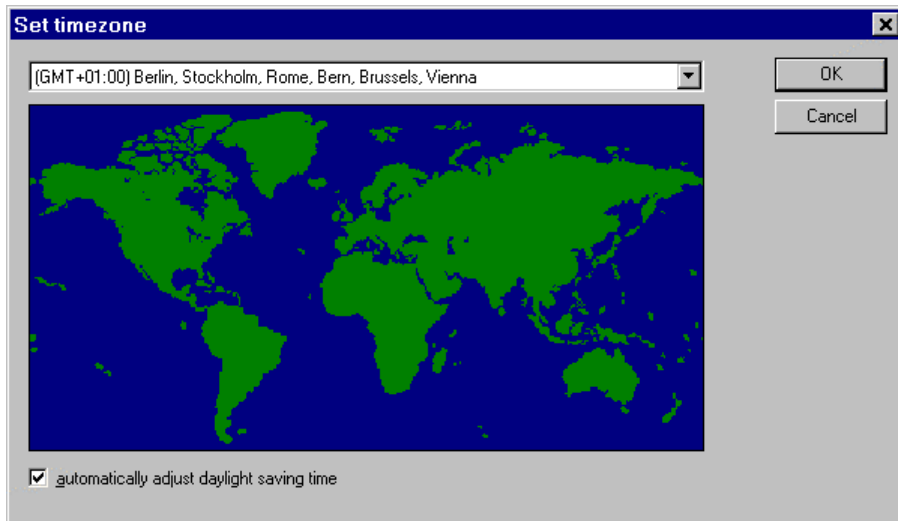 Set timezone
(GMT+01:00) Berlin, Stockholm, Rome, Bern, Brussels, Vienna
OK
Cancel
automatically adjust daylight saving time